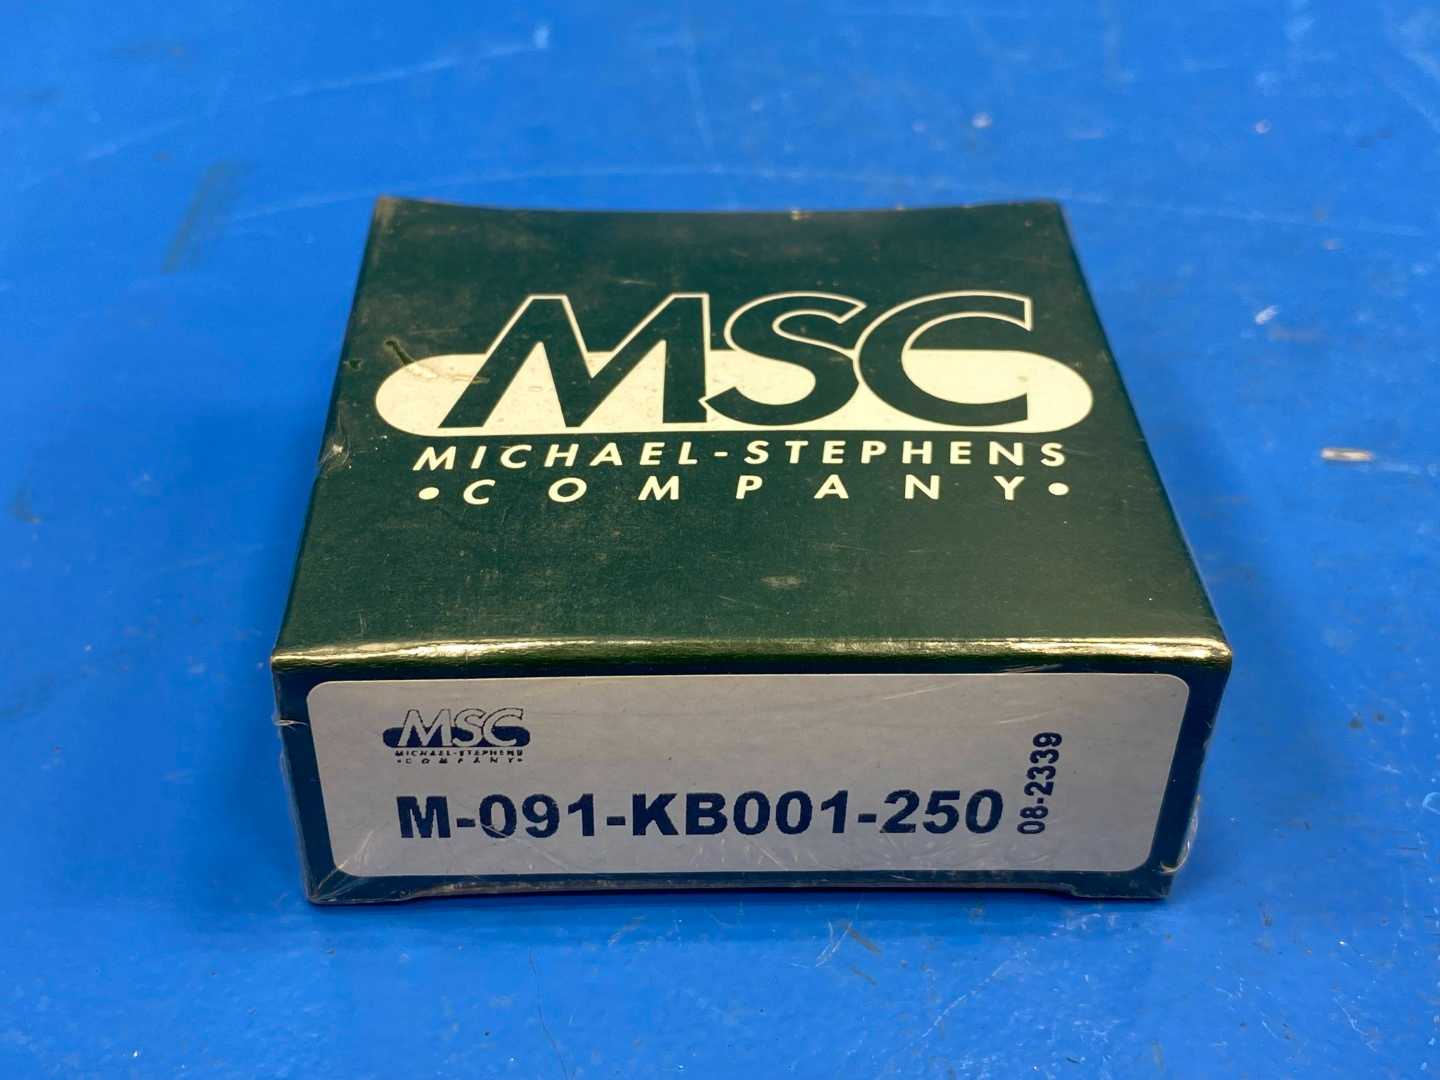 MSC
MICHAEL-STEPHENS
•COMPANY•
MSC
MICHAEL-STEPHENS
•COMPANY•
M-091-KB001-250
08-2339